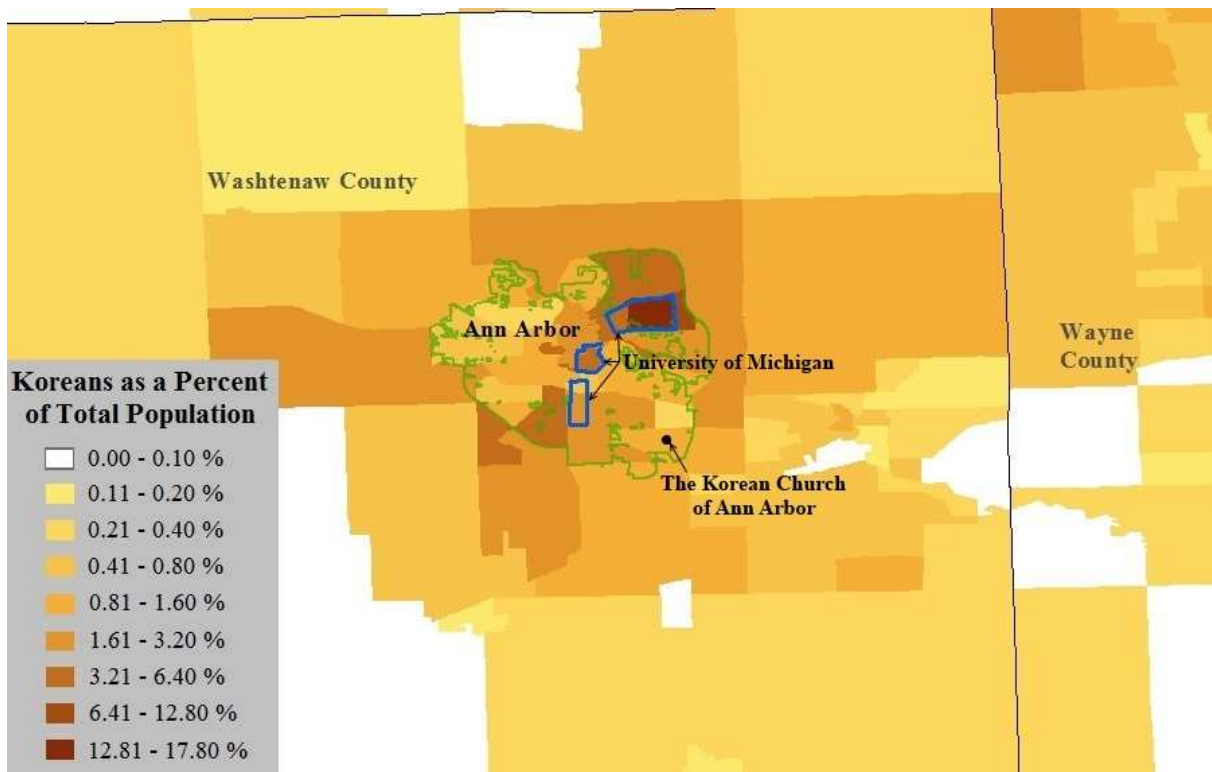 Washtenaw County
Ann Arbor
University of Michigan
Wayne
County
The Korean Church
of Ann Arbor
Koreans as a Percent
of Total Population
0.00 - 0.10 %
0.11 - 0.20 %
0.21 - 0.40 %
0.41 - 0.80 %
0.81 - 1.60 %
1.61 - 3.20 %
3.21 - 6.40 %
6.41 - 12.80 %
12.81 - 17.80 %